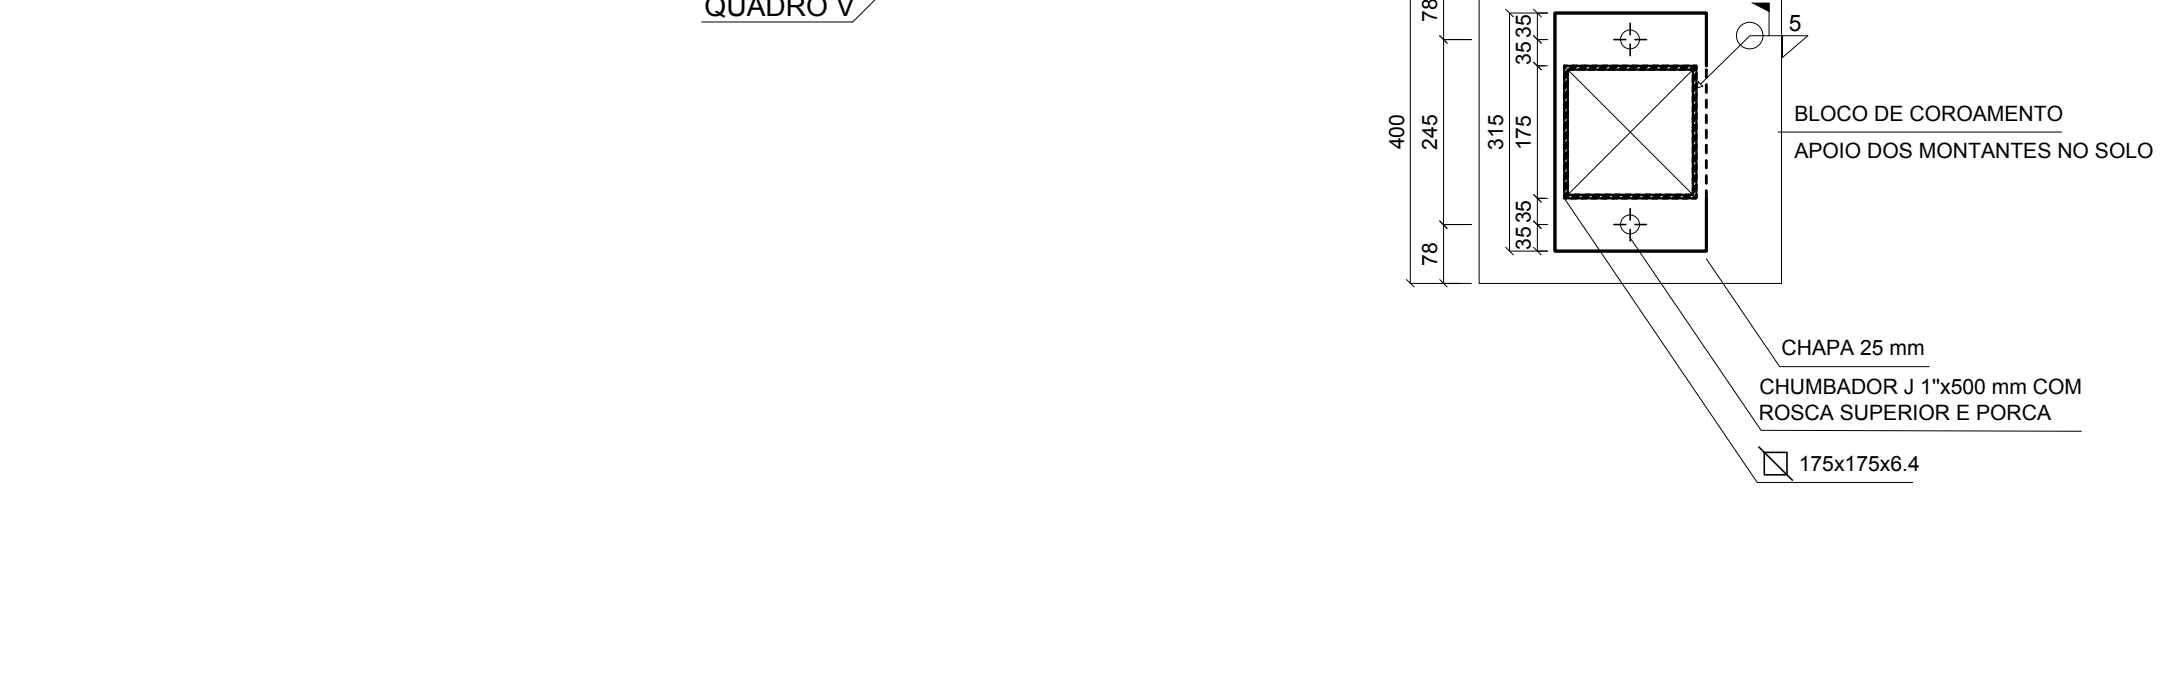 QUADRO V
78
35
35
5
400
245
315
175
BLOCO DE COROAMENTO
APOIO DOS MONTANTES NO SOLO
35
35
78
CHAPA 25 mm
CHUMBADOR J 1"x500 mm COM
ROSCA SUPERIOR E PORCA
175x175x6.4